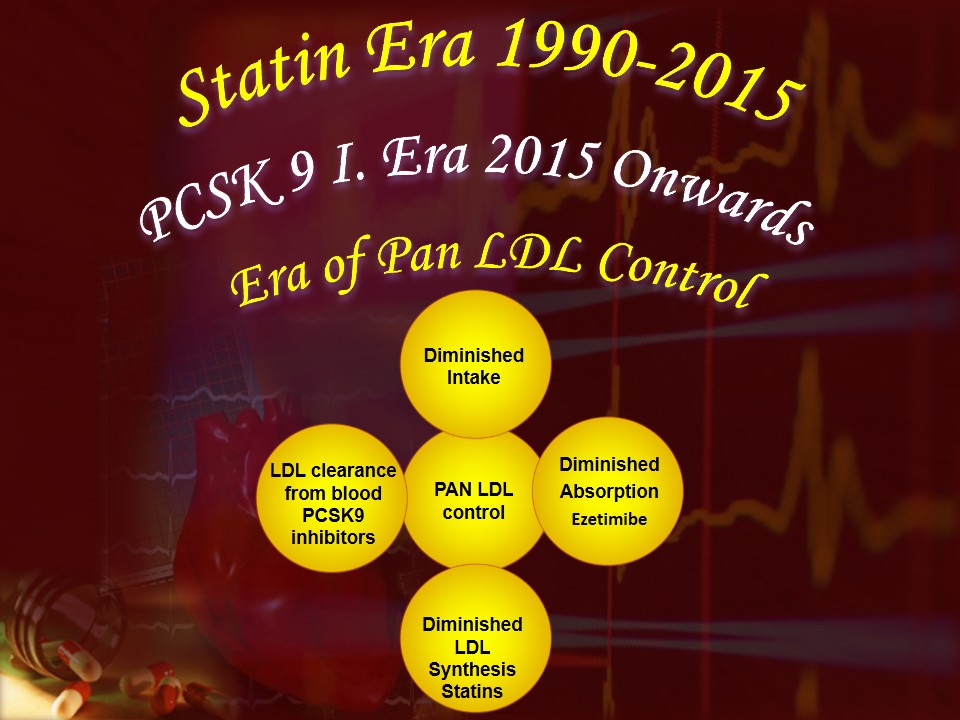 Statin Era 1990-2015
PCSK 9 I. Era 2015 Onwards
Era of Pan LDL Control
Diminished
Intake
LDL clearance
from blood
PCSK9
inhibitors
PAN LDL
control
Diminished
Absorption
Ezetimibe
Diminished
LDL
Synthesis
Statins